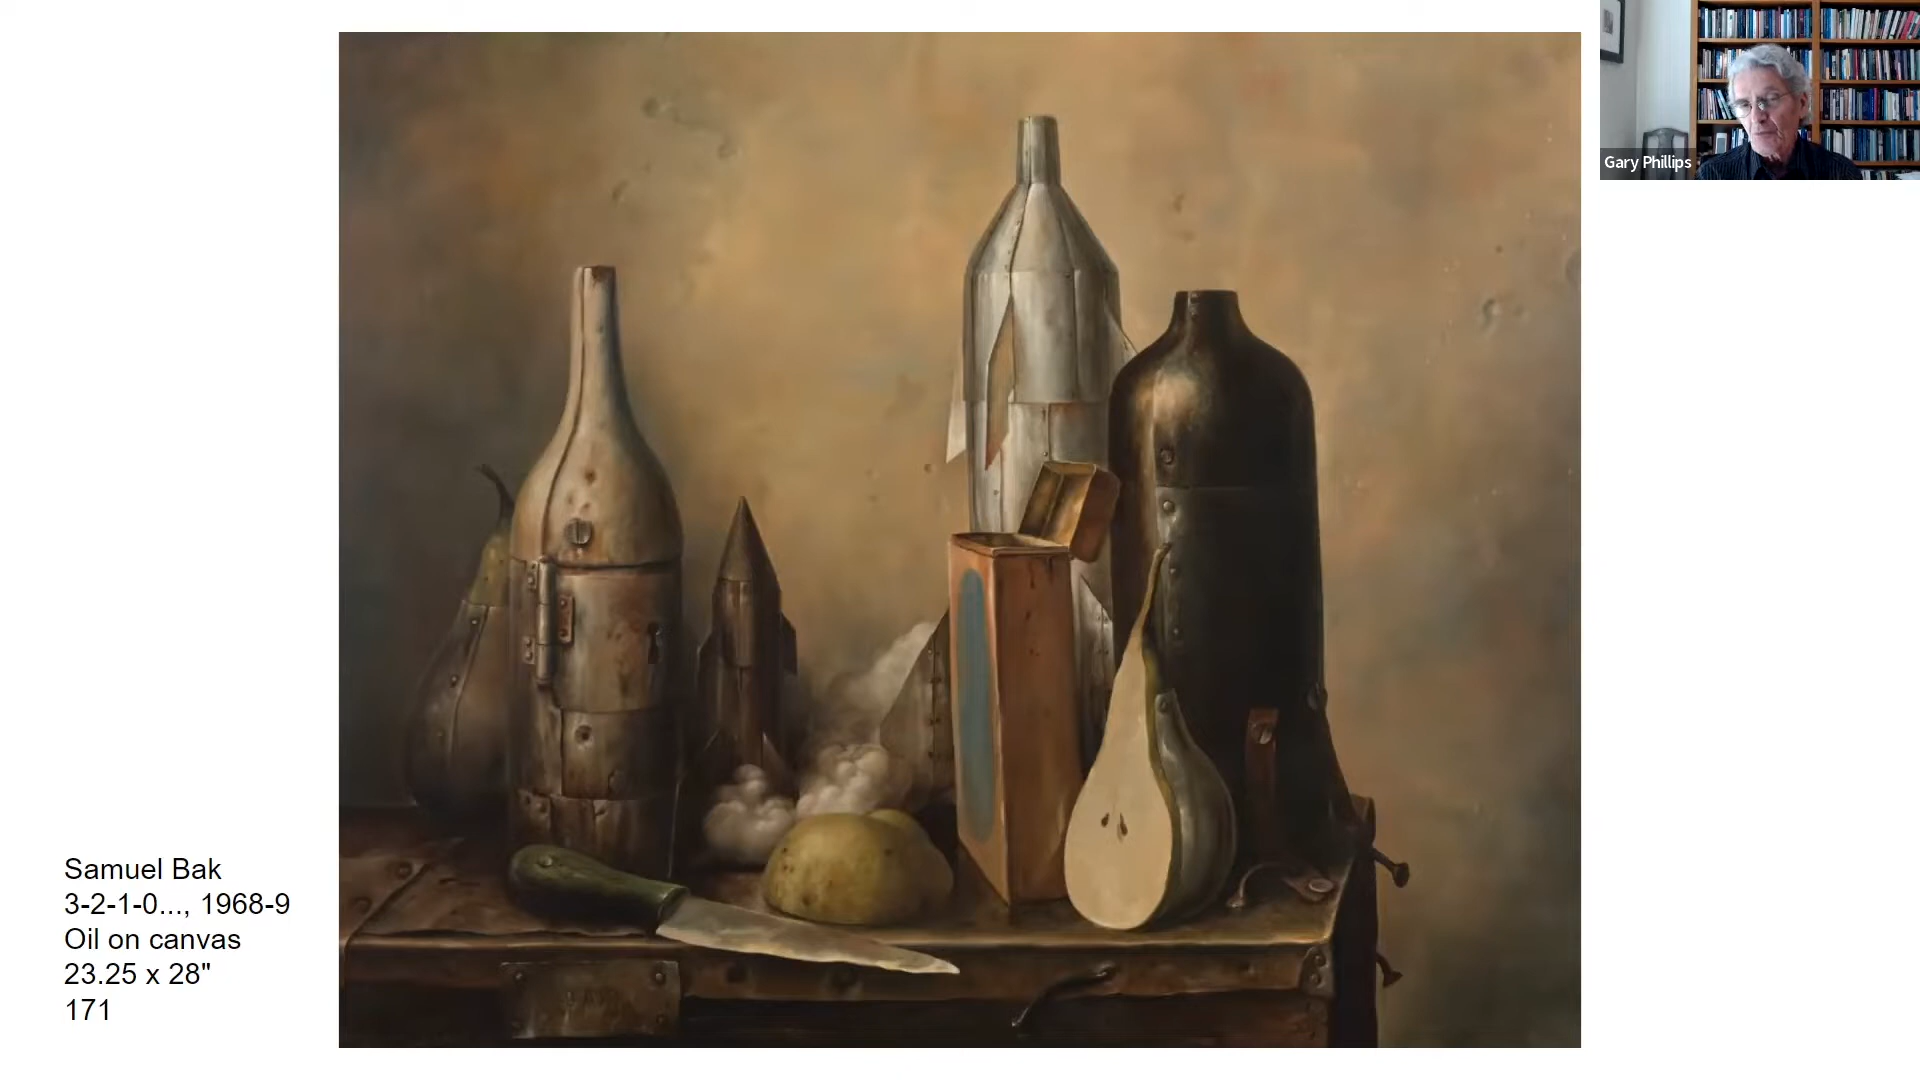 Gary Phillips
Samuel Bak
3-2-1-0..., 1968-9
Oil on canvas
23.25 x 28"
171